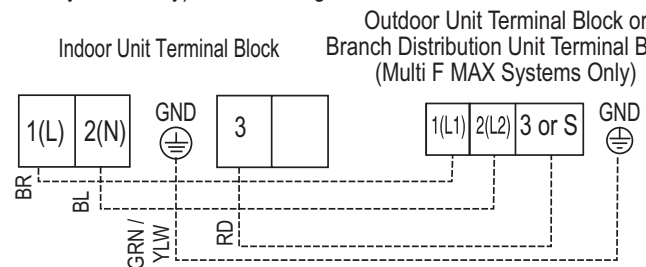 Outdoor Unit Terminal Block or
Indoor Unit Terminal Block
Branch Distribution Unit Terminal
(Multi F MAX Systems Only)
1(L) 2(N) GND 3
1(L1) 2(L2) 3 or S GND
BR
BL
GRN /
YLW
RD